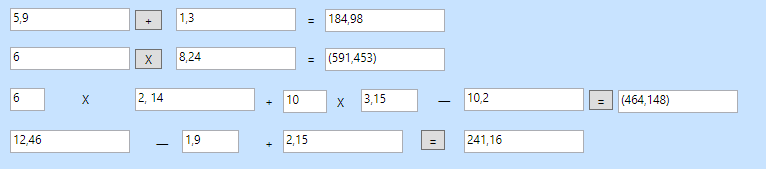 5,9 + 1,3 = 184,98
6 X 8,24 = (591,453)
6 X 2, 14 + 10 X 3,15 — 10,2 = (464,148)
12,46 — 1,9 + 2,15 = 241,16